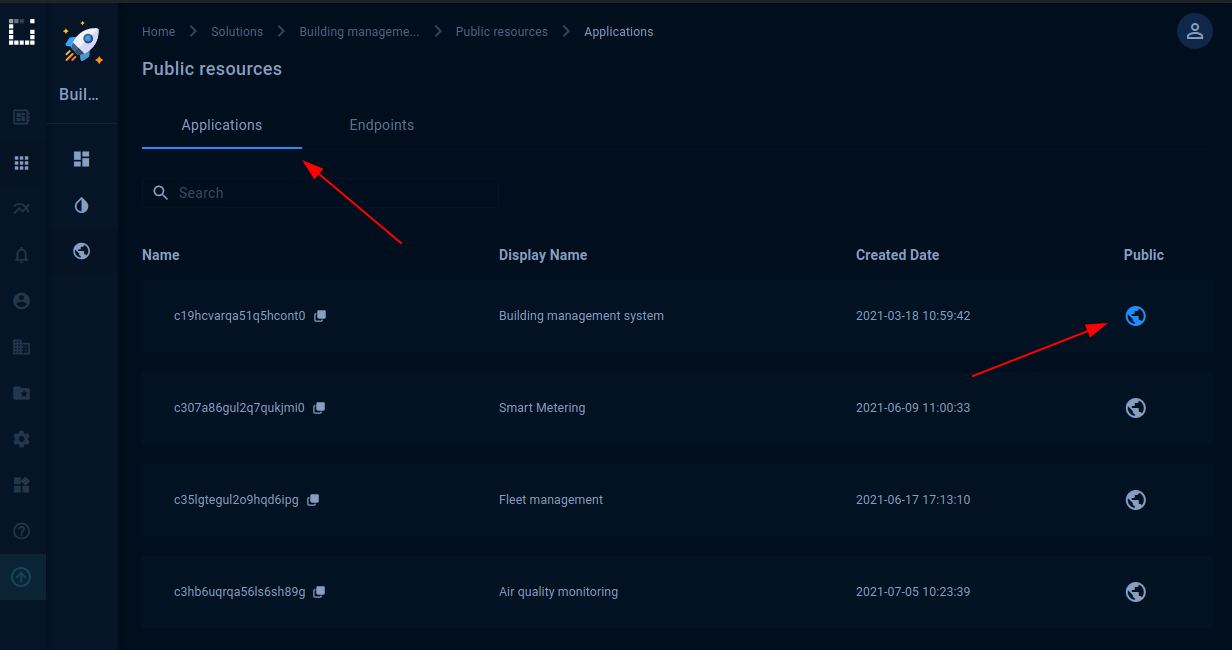 Home Solutions Building manageme... Public resources Applications
Public resources
Buil...
Applications Endpoints
Search
Name Display Name Created Date Public
c19hcvarqa51q5hcont0 Building management system 2021-03-18 10:59:42
c307a86gul2q7qukjmi0 Smart Metering 2021-06-09 11:00:33
c35lgtegul2o9hqd6ipg Fleet management 2021-06-17 17:13:10
c3hb6uqrqa56ls6sh89g Air quality monitoring 2021-07-05 10:23:39